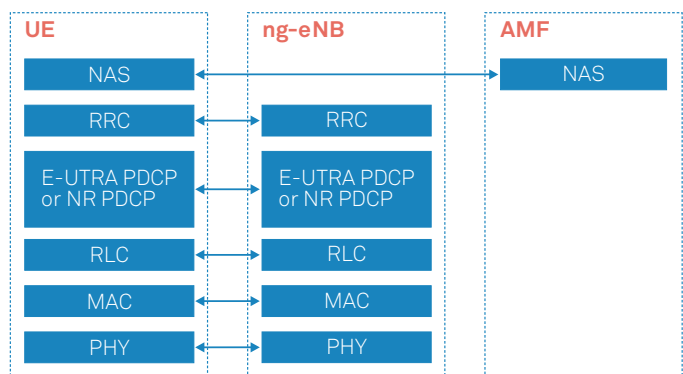 UE
ng-eNB
AMF
NAS
NAS
RRC
RRC
E-UTRA PDCP
or NR PDCP
E-UTRA PDCP
or NR PDCP
RLC
RLC
MAC
MAC
PHY
PHY